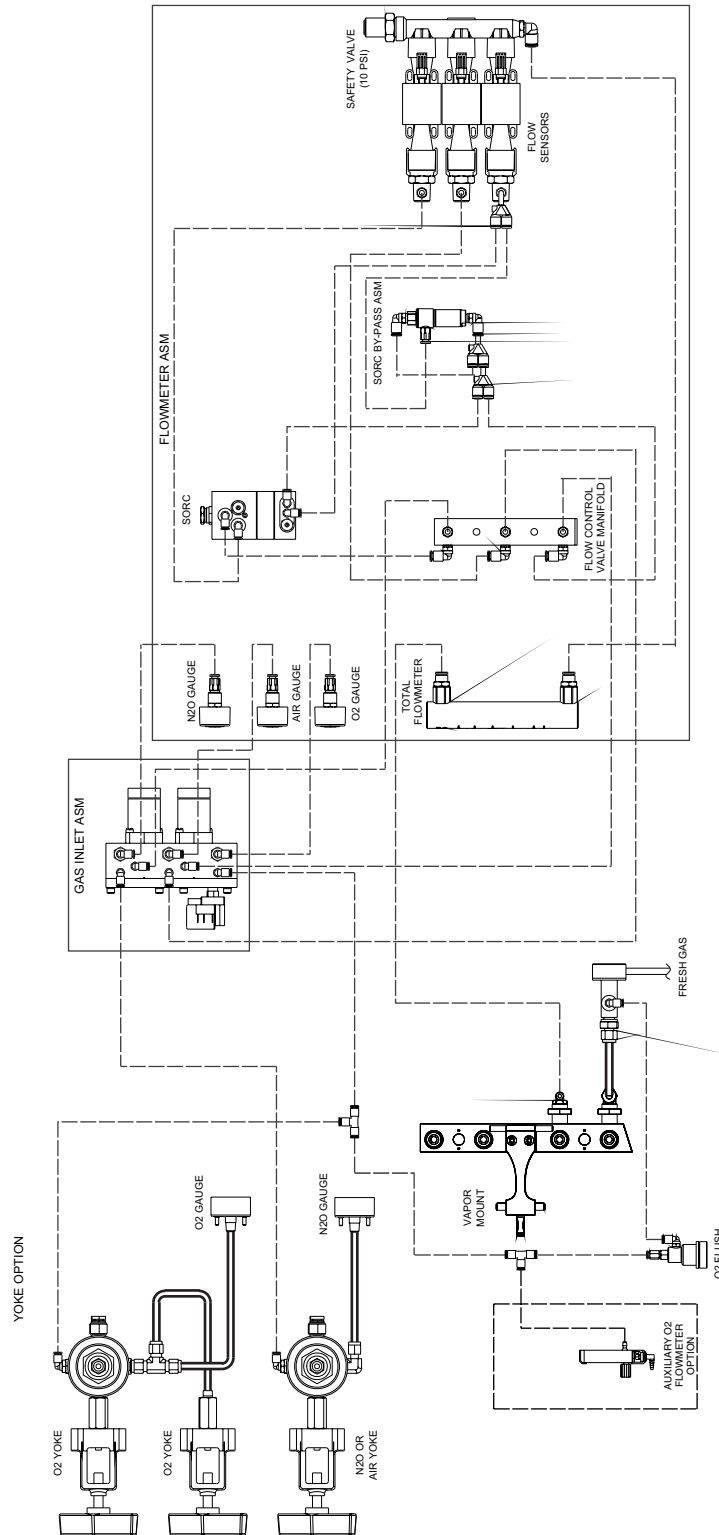 SAFETY VALVE
(10 PSI)
FLOW
SENSORS
FLOWMETER ASM
SORC BY-PASS ASM
SORC
FLOW CONTROL
VALVE MANIFOLD
N2O GAUGE
AIR GAUGE
O2 GAUGE
TOTAL
FLOWMETER
GAS INLET ASM
FRESH GAS
YOKE OPTION
O2 GAUGE
N2O GAUGE
VAPOR
MOUNT
O2 FLUSH
AUXILIARY O2
FLOWMETER
OPTION
O2 YOKE
O2 YOKE
N2O OR
AIR YOKE